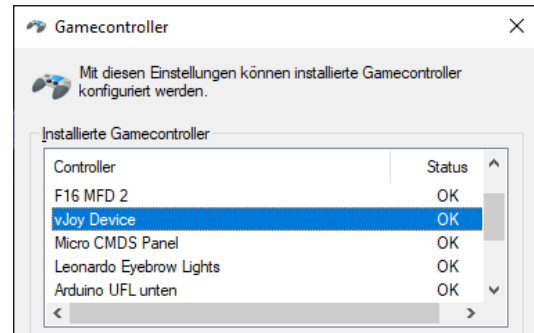 Gamecontroller
Mit diesen Einstellungen können installierte Gamecontroller
konfiguriert werden.
Installierte Gamecontroller
Controller Status
F16 MFD 2 OK
vJoy Device OK
Micro CMDS Panel OK
Leonardo Eyebrow Lights OK
Arduino UFL unten OK